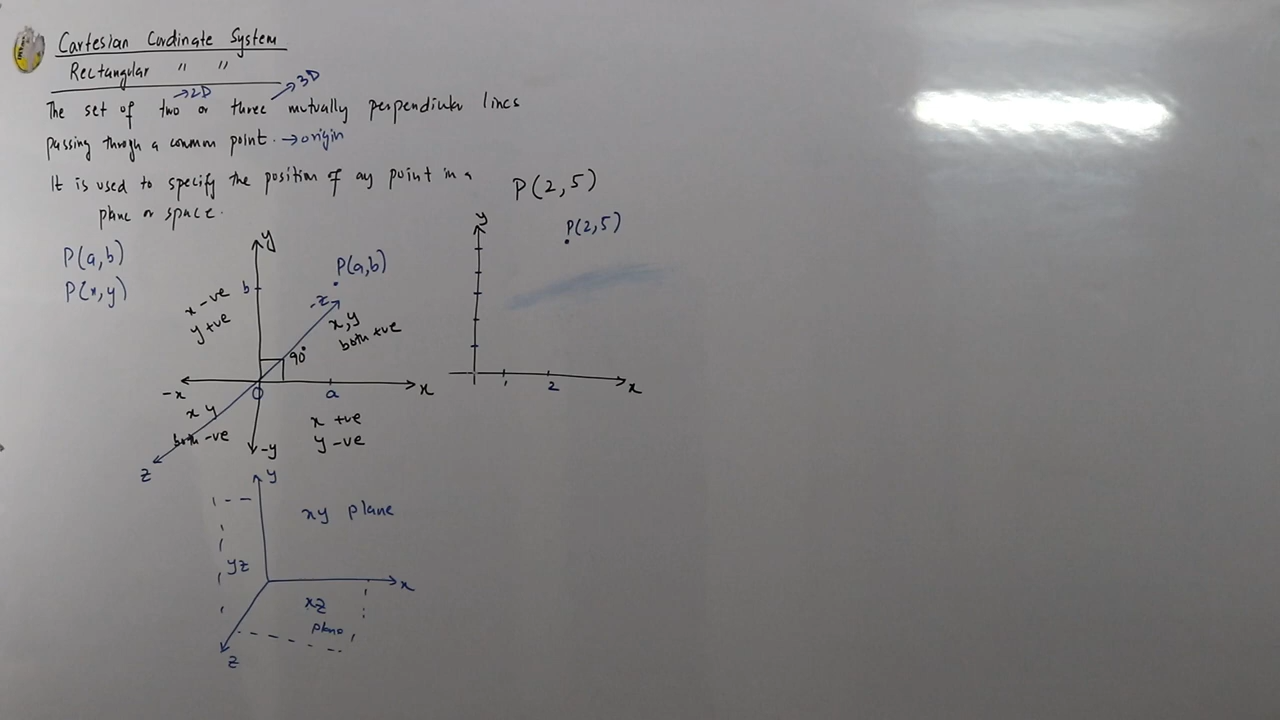 Cartesian Cordinate System
Rectangular " "
→2D
→3D
The set of two or three mutually perpendiuler lines
passing throgh a common point. →origin
It is used to specify the position of any point in a
plane or space.
P(2,5)
P(a,b)
P(x,y)
y
P(a,b)
b
-z
x -ve
y +ve
x,y
both +ve
90°
-x
O
a
x
x y
both -ve
x +ve
y -ve
-y
z
y
P(2,5)
1
2
x
y
xy plane
yz
x
xz
plane
z